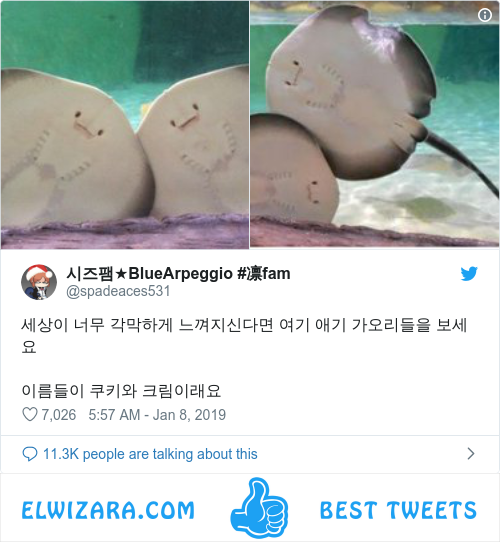 시즈팸★BlueArpeggio #凛fam
@spadeaces531
세상이 너무 각막하게 느껴지신다면 여기 애기 가오리들을 보세
요
이름들이 쿠키와 크림이래요
7,026 5:57 AM - Jan 8, 2019
11.3K people are talking about this
ELWIZARA.COM BEST TWEETS